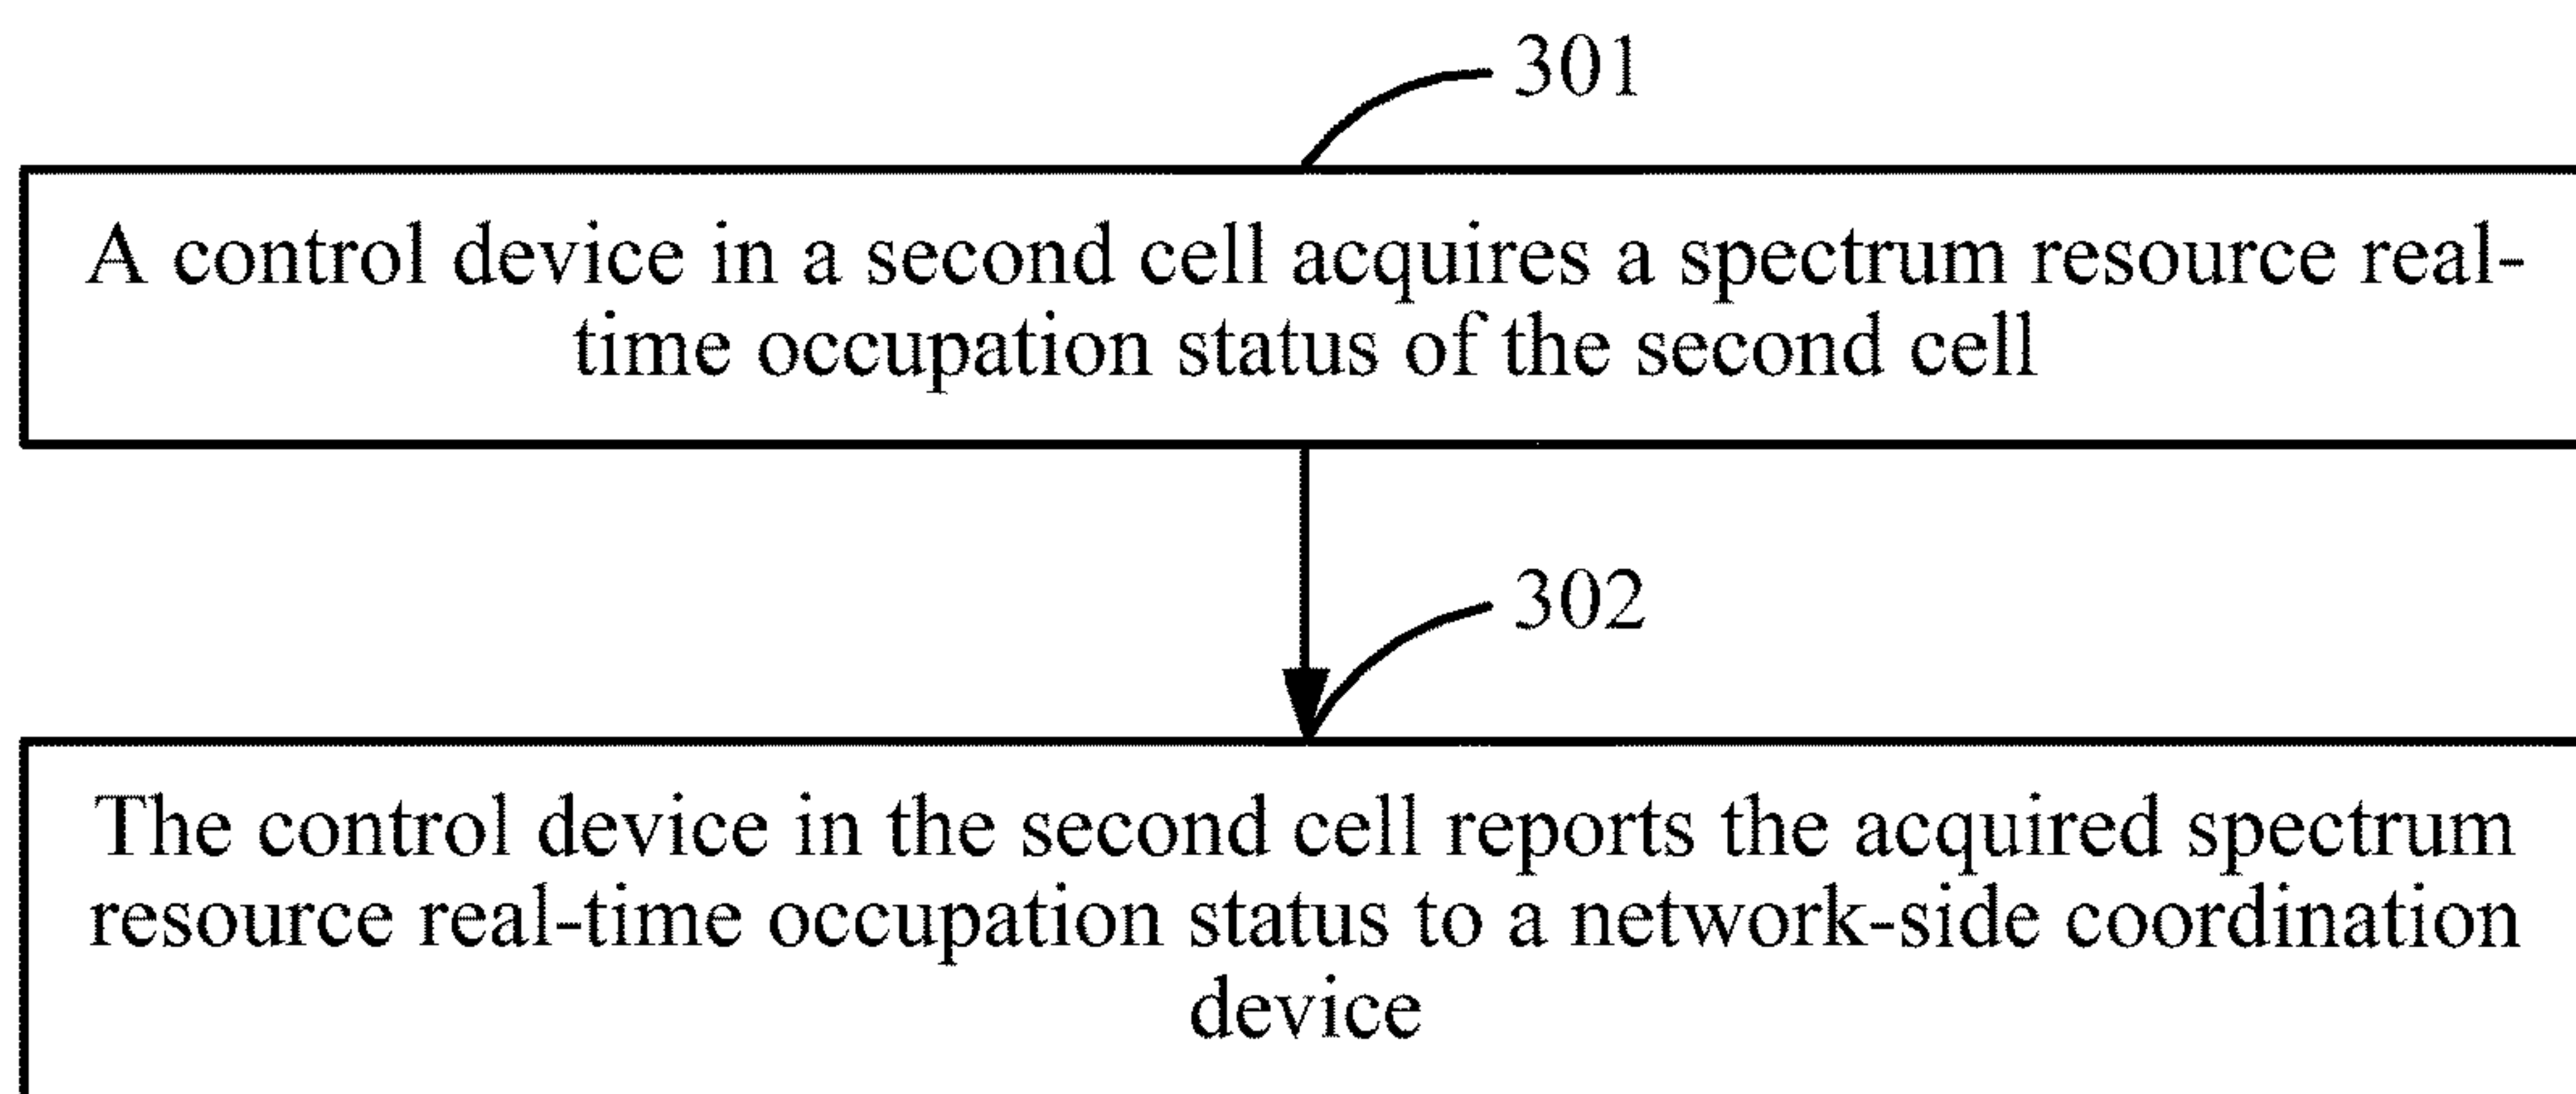 301
A control device in a second cell acquires a spectrum resource real-
time occupation status of the second cell
302
The control device in the second cell reports the acquired spectrum
resource real-time occupation status to a network-side coordination
device